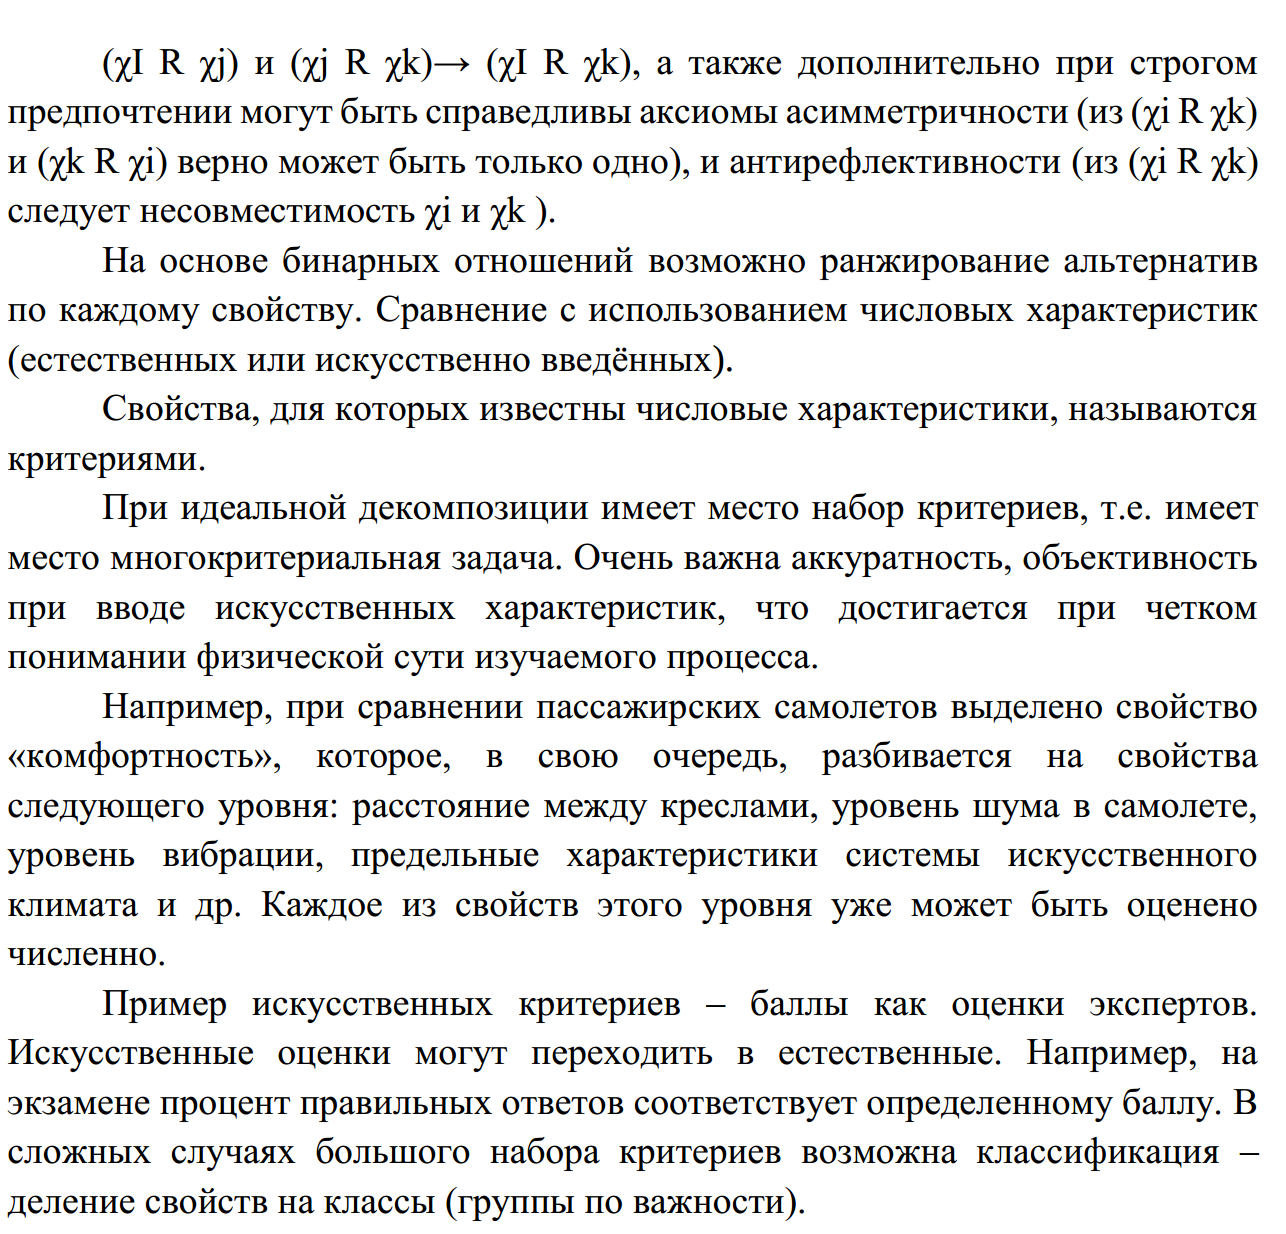 (χI R χj) и (χj R χk)→ (χI R χk), а также дополнительно при строгом
предпочтении могут быть справедливы аксиомы асимметричности (из (χi R χk)
и (χk R χi) верно может быть только одно), и антирефлективности (из (χi R χk)
следует несовместимость χi и χk ).
На основе бинарных отношений возможно ранжирование альтернатив
по каждому свойству. Сравнение с использованием числовых характеристик
(естественных или искусственно введённых).
Свойства, для которых известны числовые характеристики, называются
критериями.
При идеальной декомпозиции имеет место набор критериев, т.е. имеет
место многокритериальная задача. Очень важна аккуратность, объективность
при вводе искусственных характеристик, что достигается при четком
понимании физической сути изучаемого процесса.
Например, при сравнении пассажирских самолетов выделено свойство
«комфортность», которое, в свою очередь, разбивается на свойства
следующего уровня: расстояние между креслами, уровень шума в самолете,
уровень вибрации, предельные характеристики системы искусственного
климата и др. Каждое из свойств этого уровня уже может быть оценено
численно.
Пример искусственных критериев – баллы как оценки экспертов.
Искусственные оценки могут переходить в естественные. Например, на
экзамене процент правильных ответов соответствует определенному баллу. В
сложных случаях большого набора критериев возможна классификация –
деление свойств на классы (группы по важности).